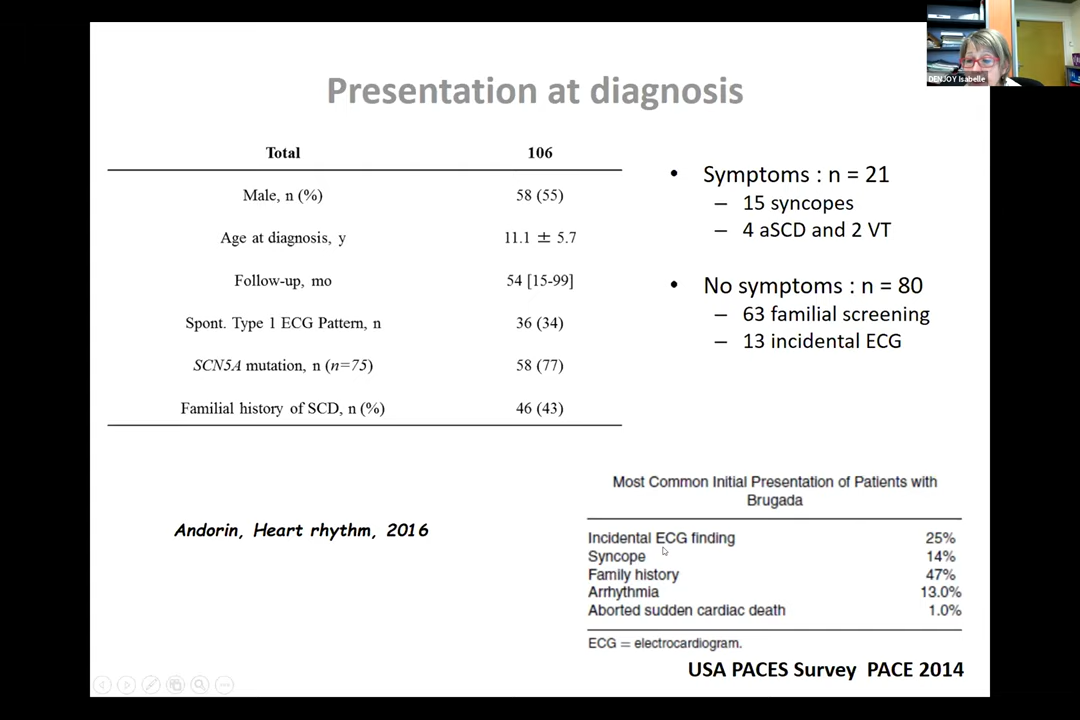 Presentation at diagnosis
DENJOY Isabelle
Total 106
Male, n (%) 58 (55)
Age at diagnosis, y 11.1 ± 5.7
Follow-up, mo 54 [15-99]
Spont. Type 1 ECG Pattern, n 36 (34)
SCN5A mutation, n (n=75) 58 (77)
Familial history of SCD, n (%) 46 (43)
• Symptoms : n = 21
– 15 syncopes
– 4 aSCD and 2 VT
• No symptoms : n = 80
– 63 familial screening
– 13 incidental ECG
Andorin, Heart rhythm, 2016
Most Common Initial Presentation of Patients with
Brugada
Incidental ECG finding 25%
Syncope 14%
Family history 47%
Arrhythmia 13.0%
Aborted sudden cardiac death 1.0%
ECG = electrocardiogram.
USA PACES Survey PACE 2014